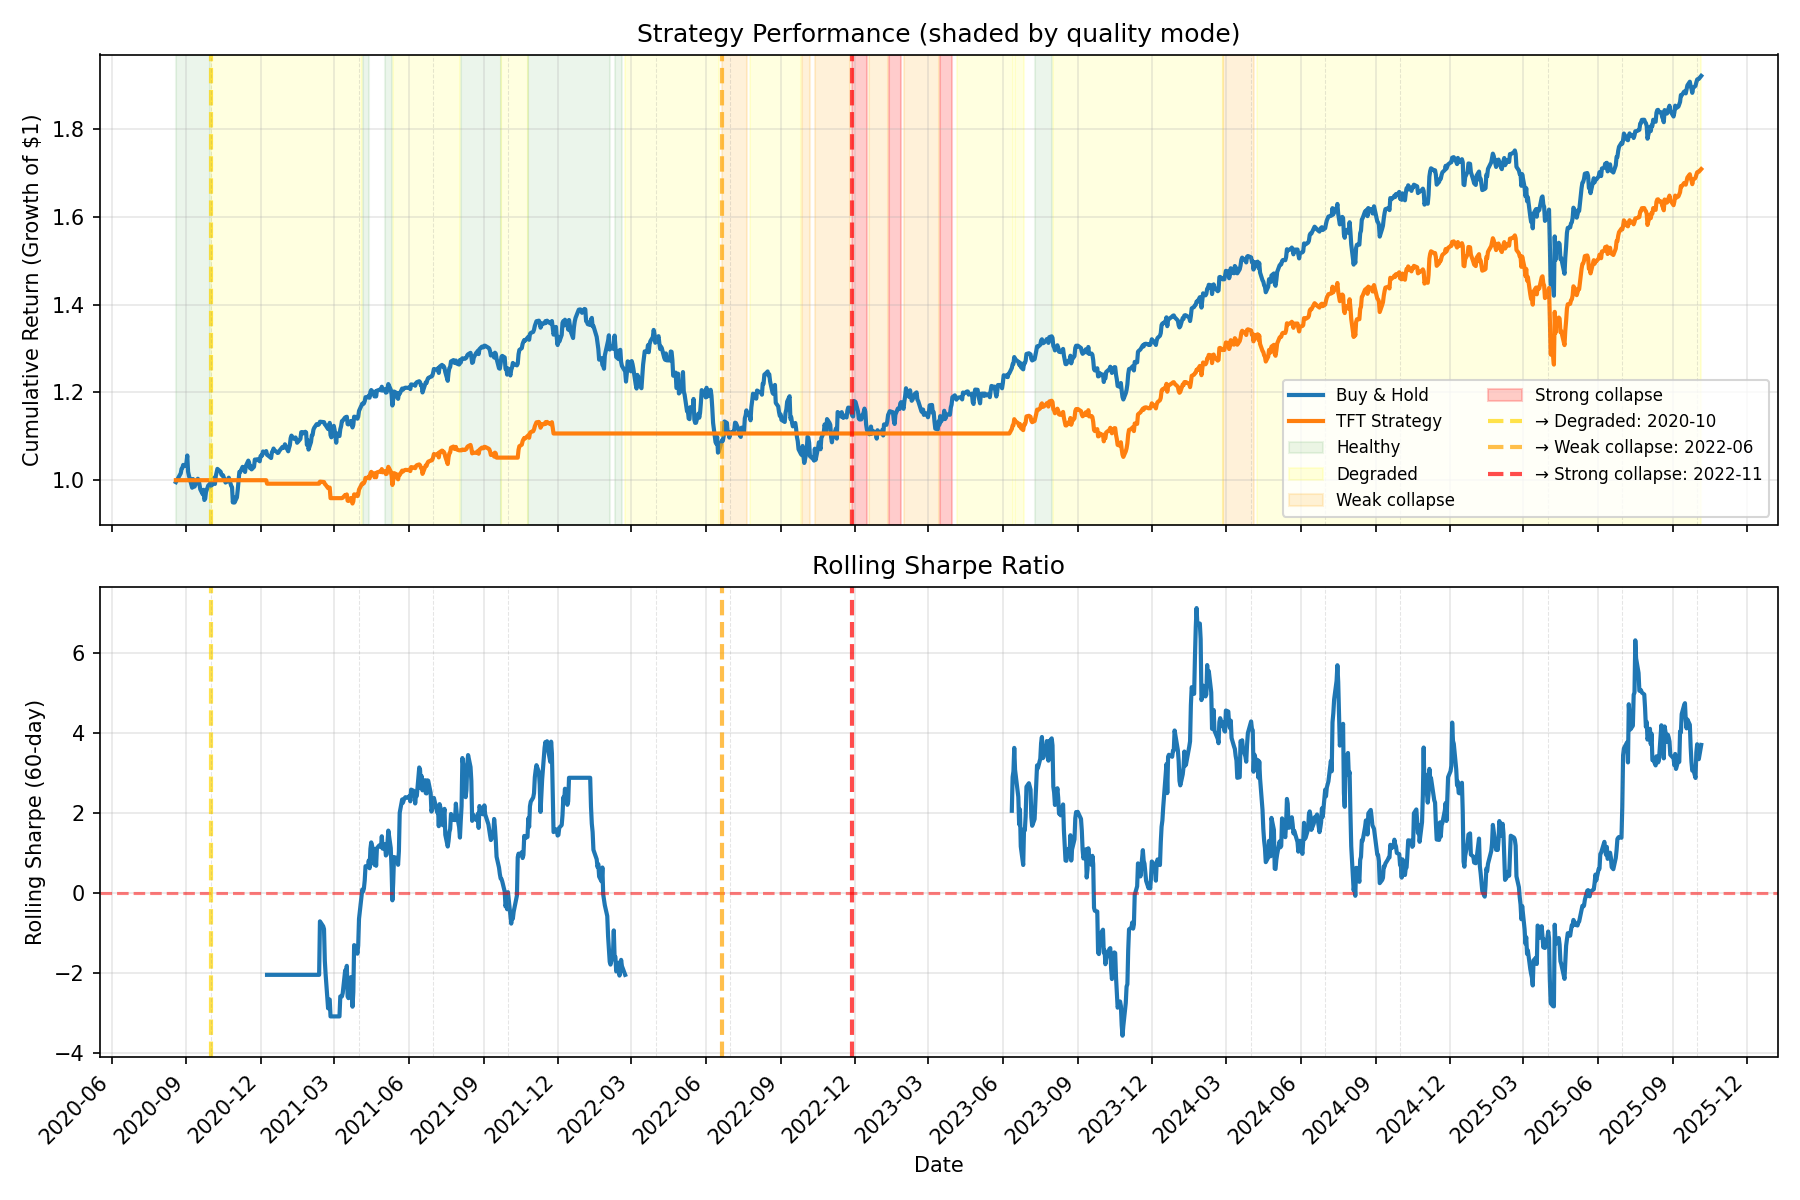 Strategy Performance (shaded by quality mode)
Cumulative Return (Growth of $1)
1.8
1.6
1.4
1.2
1.0
Buy & Hold
TFT Strategy
Healthy
Degraded
Weak collapse
Strong collapse
→ Degraded: 2020-10
→ Weak collapse: 2022-06
→ Strong collapse: 2022-11
Rolling Sharpe Ratio
Rolling Sharpe (60-day)
6
4
2
0
−2
−4
2020-06
2020-09
2020-12
2021-03
2021-06
2021-09
2021-12
2022-03
2022-06
2022-09
2022-12
2023-03
2023-06
2023-09
2023-12
2024-03
2024-06
2024-09
2024-12
2025-03
2025-06
2025-09
2025-12
Date